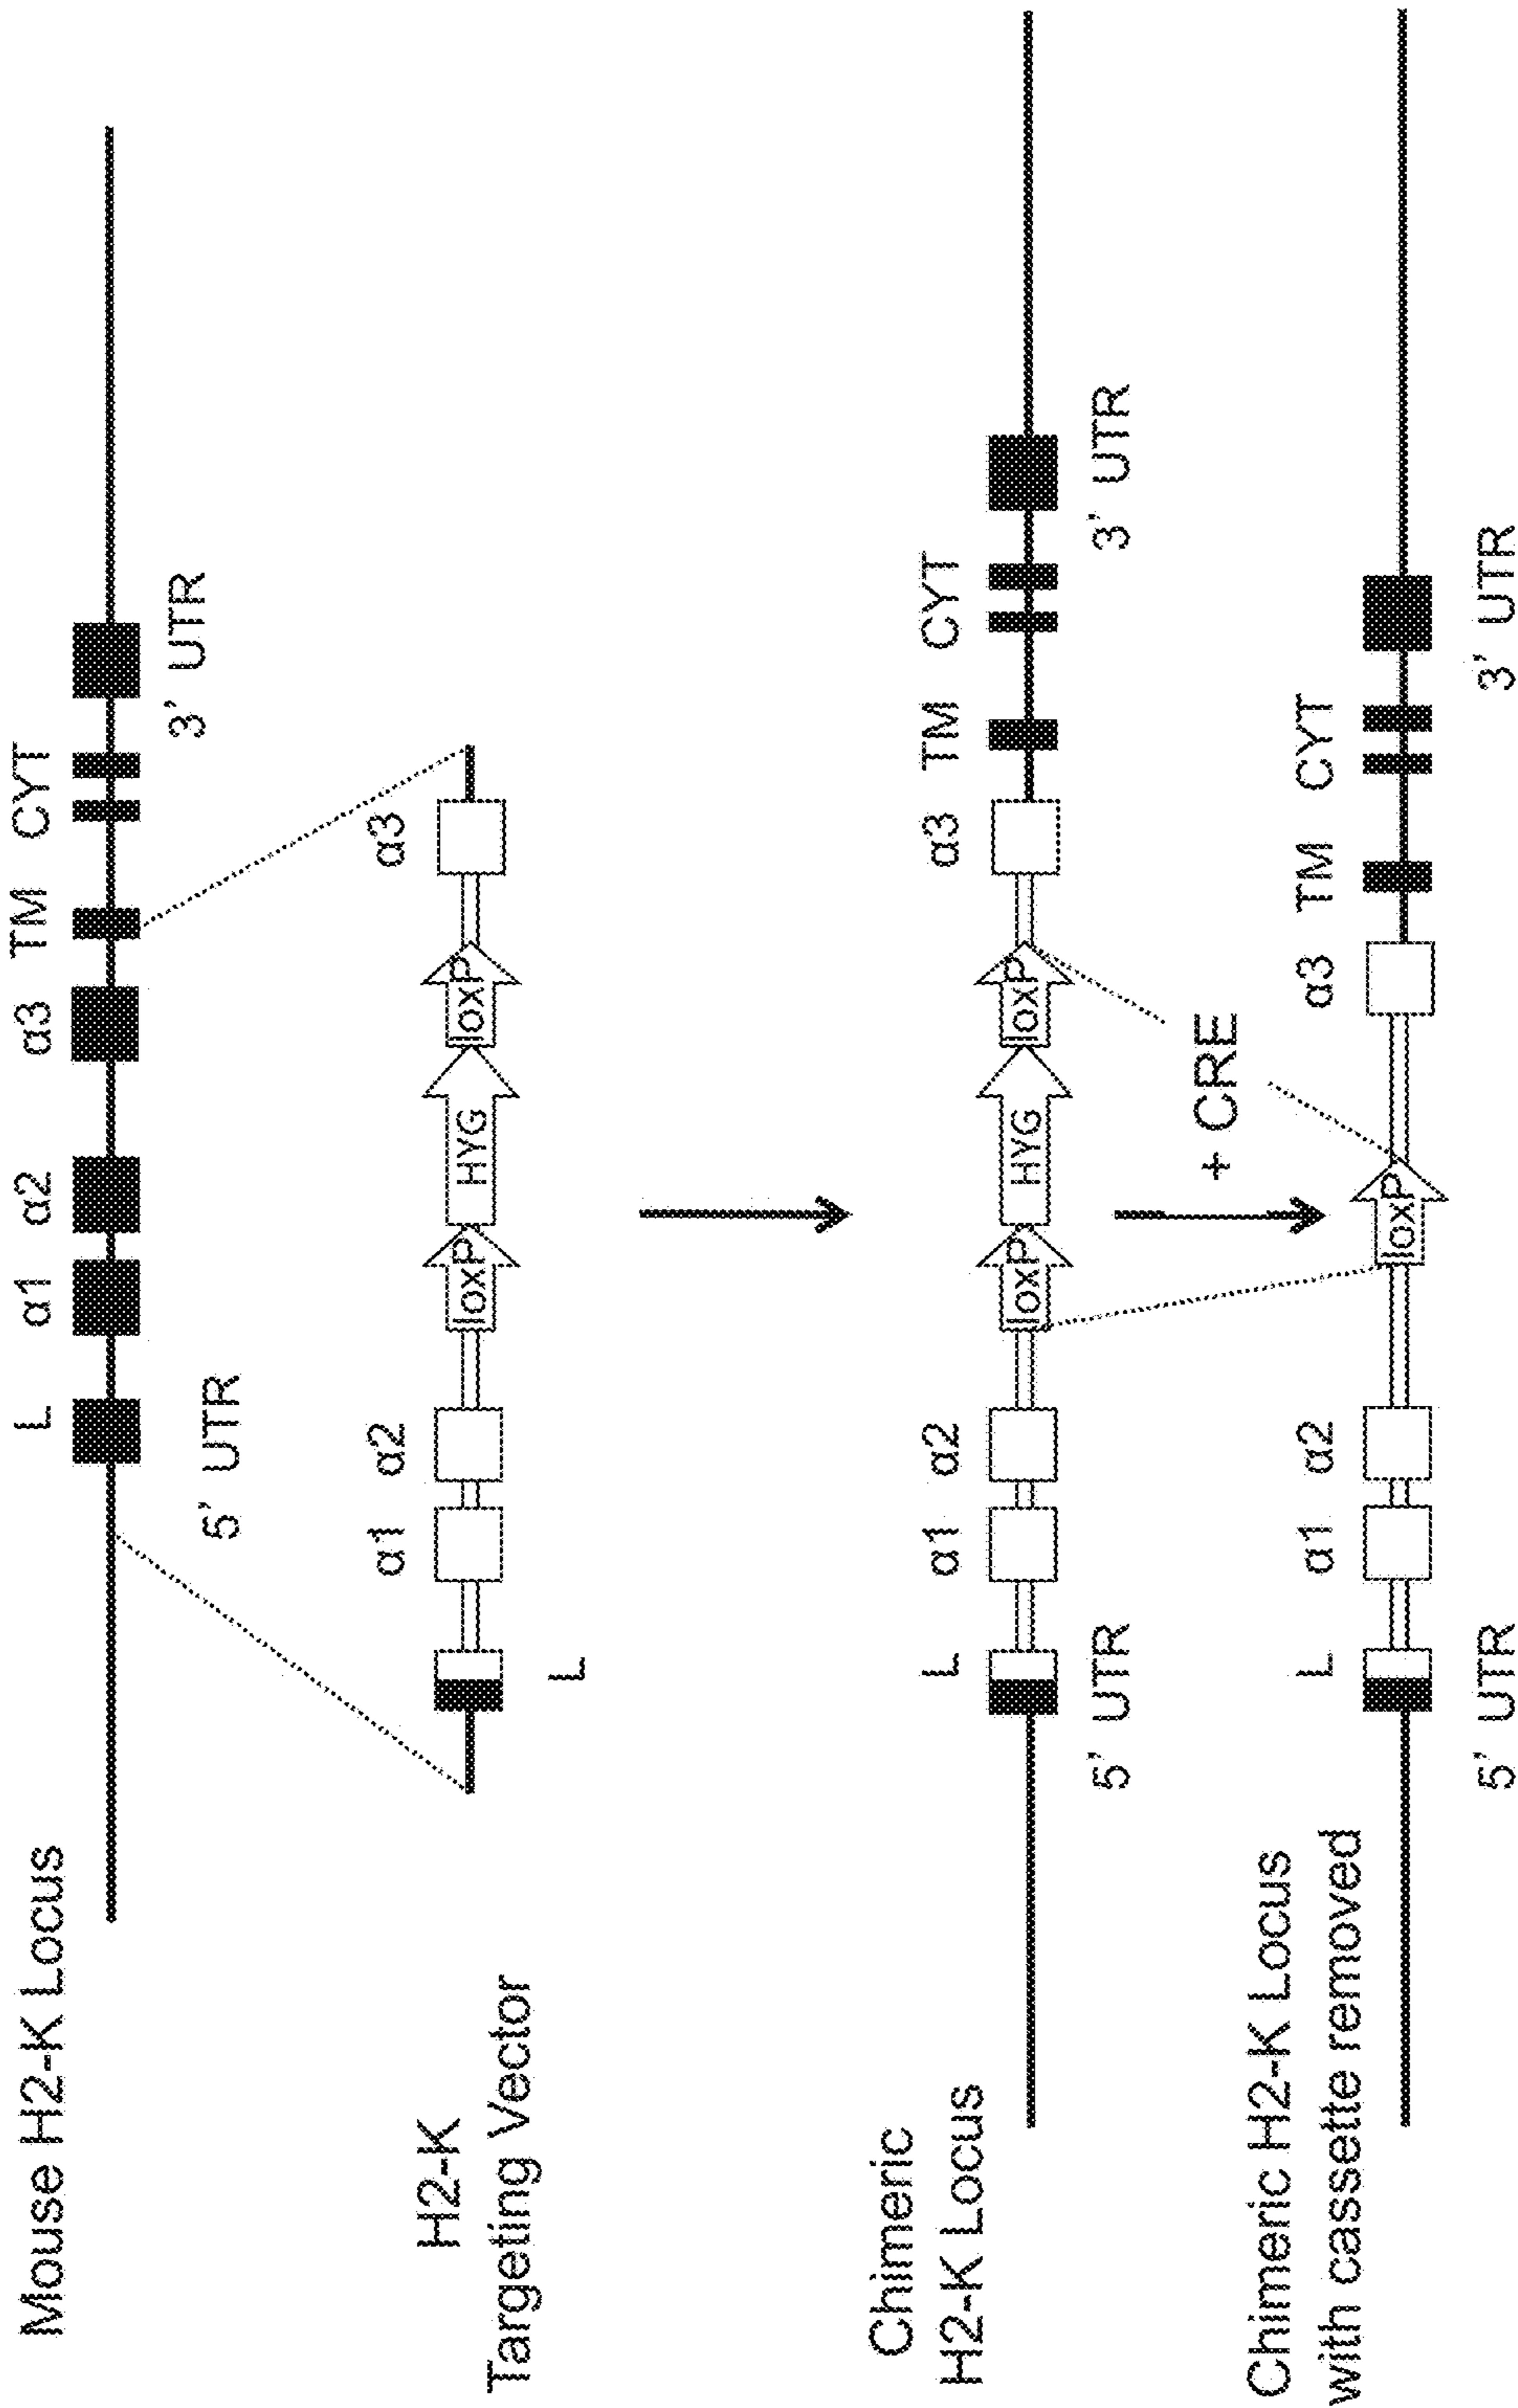 Mouse H2-K Locus
L α1 α2 α3 TM CYT
5' UTR
3' UTR
H2-K
Targeting Vector
L
α1 α2
loxP HYG loxP
α3
Chimeric
H2-K Locus
L α1 α2
loxP HYG loxP
α3 TM CYT
5' UTR
3' UTR
+ CRE
Chimeric H2-K Locus
with cassette removed
L α1 α2
loxP
α3 TM CYT
5' UTR
3' UTR